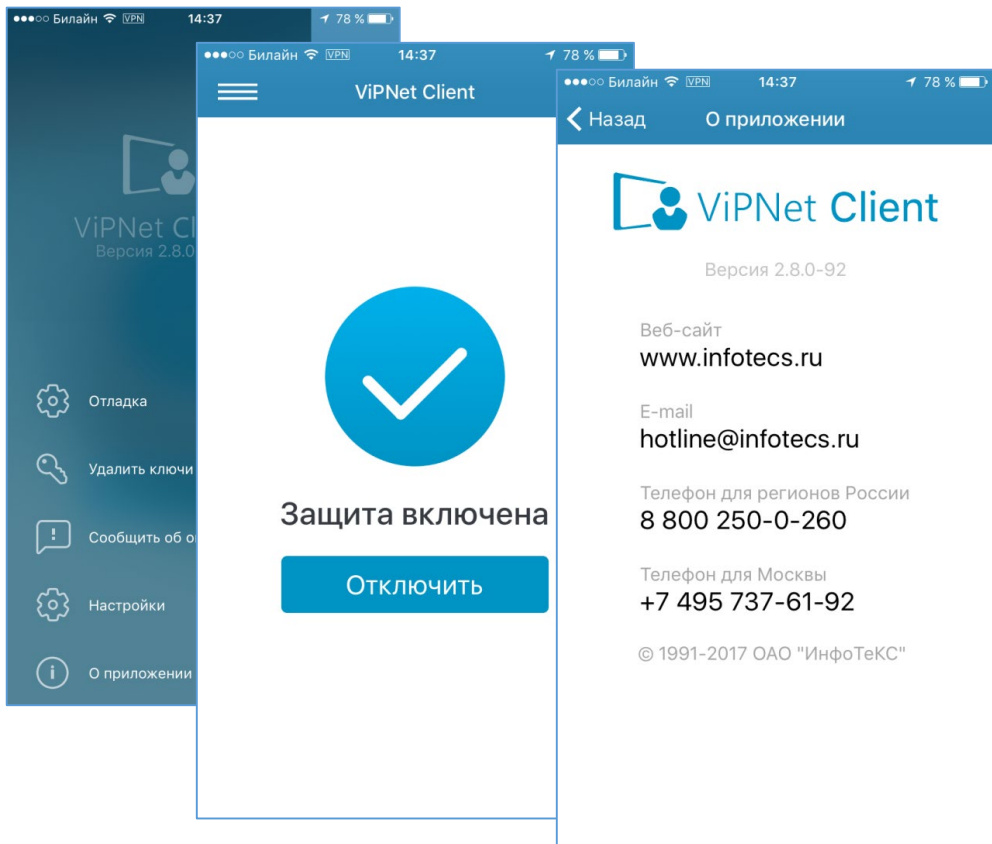 Билайн VPN 14:37 78 %
ViPNet Cl
Версия 2.8.0
Отладка
Удалить ключи
Сообщить об о
Настройки
О приложении
Билайн VPN 14:37 78 %
ViPNet Client
Защита включена
Отключить
Билайн VPN 14:37 78 %
Назад О приложении
ViPNet Client
Версия 2.8.0-92
Веб-сайт
www.infotecs.ru
E-mail
hotline@infotecs.ru
Телефон для регионов России
8 800 250-0-260
Телефон для Москвы
+7 495 737-61-92
© 1991-2017 ОАО "ИнфоТеКС"